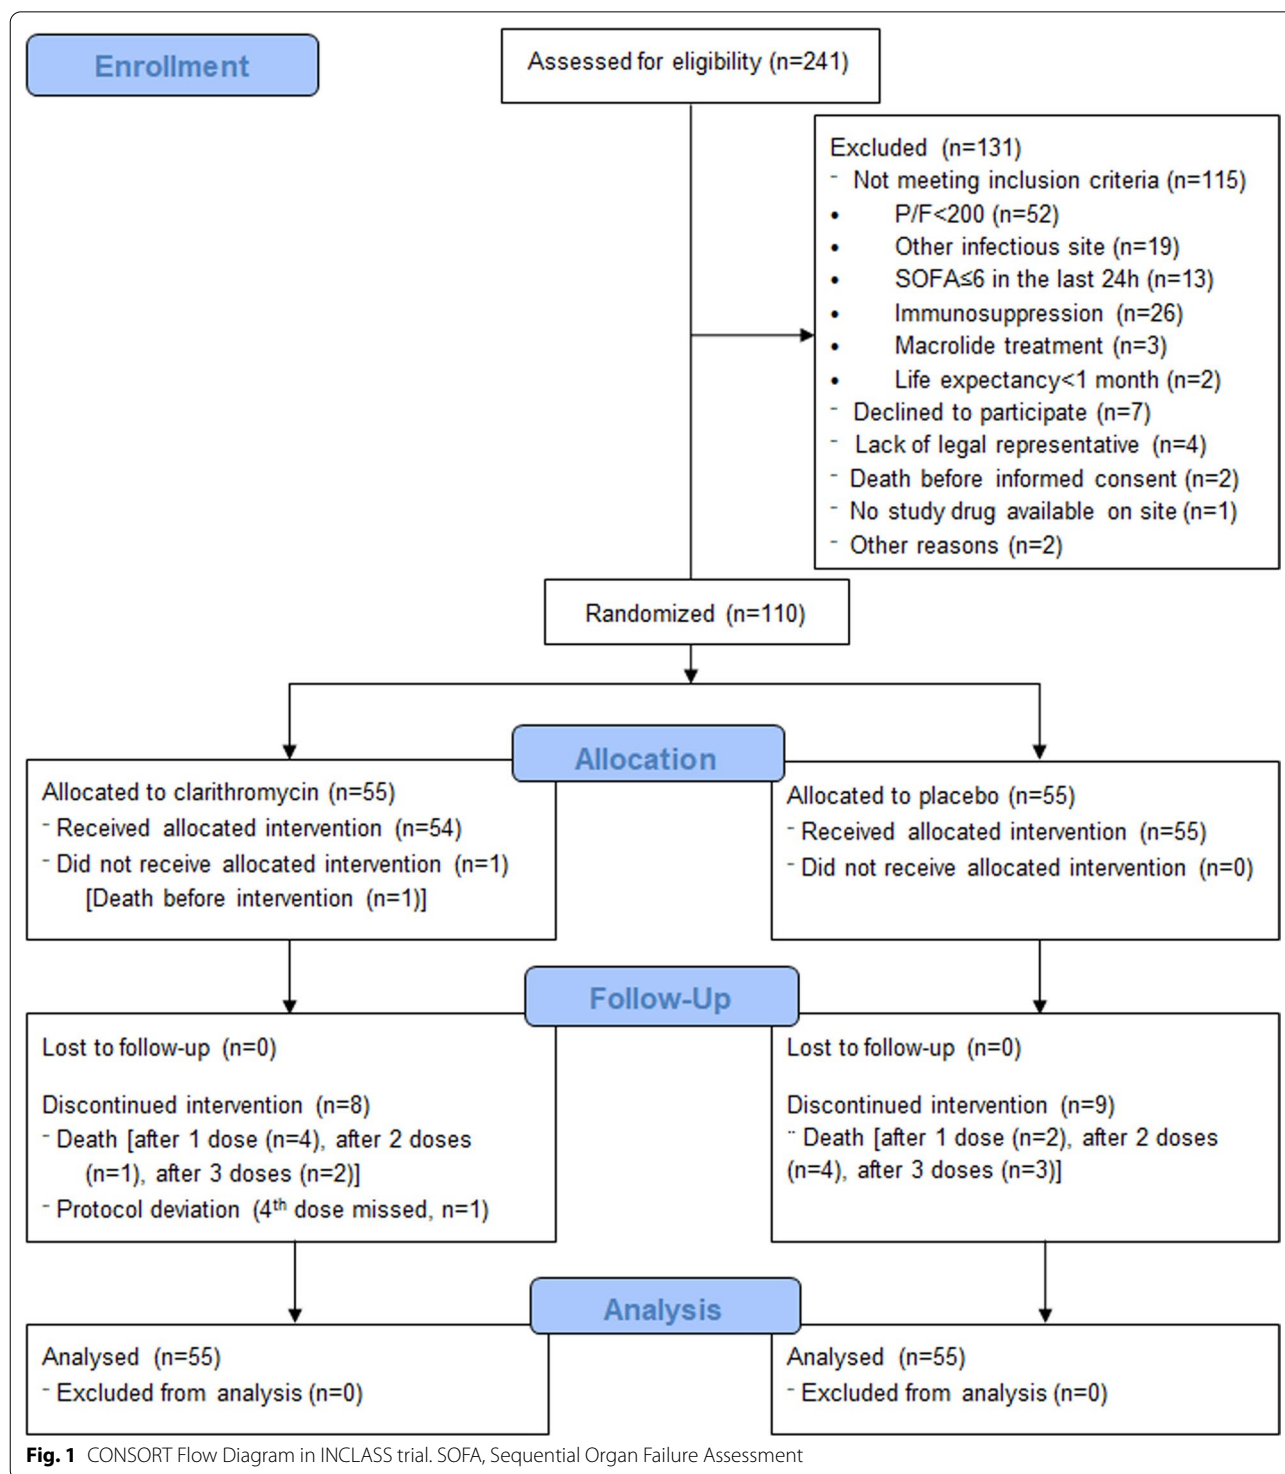 Enrollment
Assessed for eligibility (n=241)
Excluded (n=131)
- Not meeting inclusion criteria (n=115)
• P/F<200 (n=52)
• Other infectious site (n=19)
• SOFA≤6 in the last 24h (n=13)
• Immunosuppression (n=26)
• Macrolide treatment (n=3)
• Life expectancy<1 month (n=2)
- Declined to participate (n=7)
- Lack of legal representative (n=4)
- Death before informed consent (n=2)
- No study drug available on site (n=1)
- Other reasons (n=2)
Randomized (n=110)
Allocation
Allocated to clarithromycin (n=55)
- Received allocated intervention (n=54)
- Did not receive allocated intervention (n=1)
[Death before intervention (n=1)]
Allocated to placebo (n=55)
- Received allocated intervention (n=55)
- Did not receive allocated intervention (n=0)
Follow-Up
Lost to follow-up (n=0)
Discontinued intervention (n=8)
- Death [after 1 dose (n=4), after 2 doses
(n=1), after 3 doses (n=2)]
- Protocol deviation (4th dose missed, n=1)
Lost to follow-up (n=0)
Discontinued intervention (n=9)
¨ Death [after 1 dose (n=2), after 2 doses
(n=4), after 3 doses (n=3)]
Analysis
Analysed (n=55)
- Excluded from analysis (n=0)
Analysed (n=55)
- Excluded from analysis (n=0)
Fig. 1 CONSORT Flow Diagram in INCLASS trial. SOFA, Sequential Organ Failure Assessment